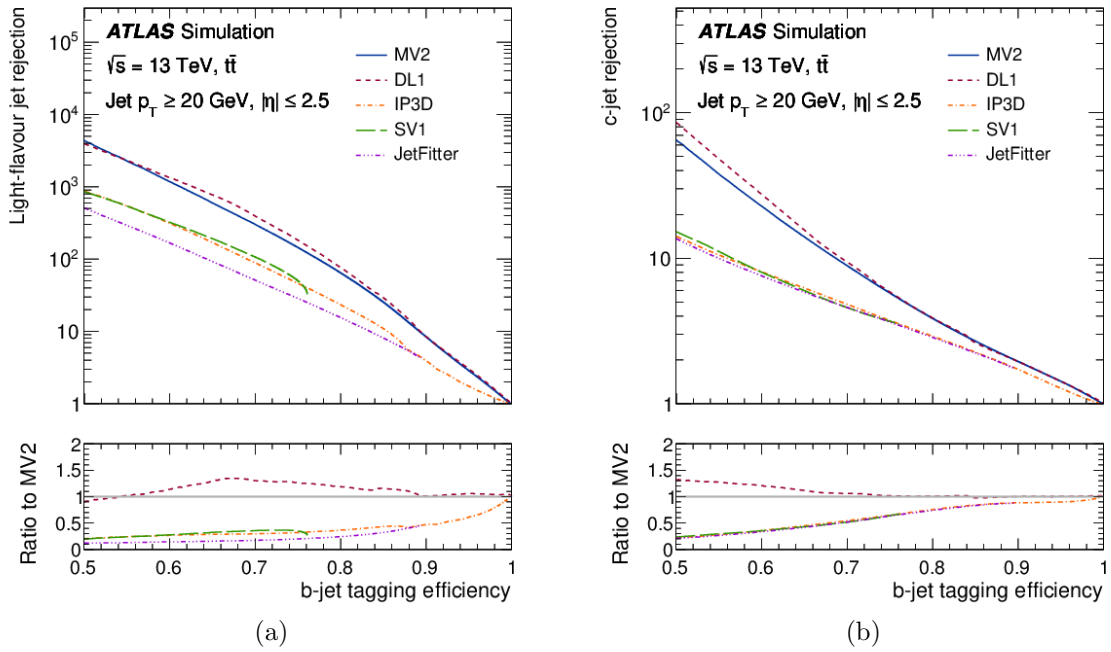 ATLAS Simulation
√s = 13 TeV, tt̄
Jet p_T ≥ 20 GeV, |η| ≤ 2.5
MV2
DL1
IP3D
SV1
JetFitter
Light-flavour jet rejection
10^5
10^4
10^3
10^2
10
1
Ratio to MV2
2
1.5
1
0.5
0
0.5 0.6 0.7 0.8 0.9 1
b-jet tagging efficiency
(a)
ATLAS Simulation
√s = 13 TeV, tt̄
Jet p_T ≥ 20 GeV, |η| ≤ 2.5
MV2
DL1
IP3D
SV1
JetFitter
c-jet rejection
10^2
10
1
Ratio to MV2
2
1.5
1
0.5
0
0.5 0.6 0.7 0.8 0.9 1
b-jet tagging efficiency
(b)